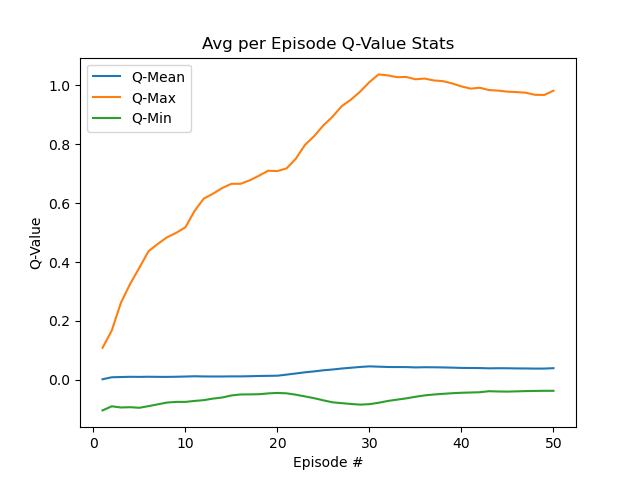 Avg per Episode Q-Value Stats
Q-Mean
Q-Max
Q-Min
Q-Value
1.0
0.8
0.6
0.4
0.2
0.0
0 10 20 30 40 50
Episode #